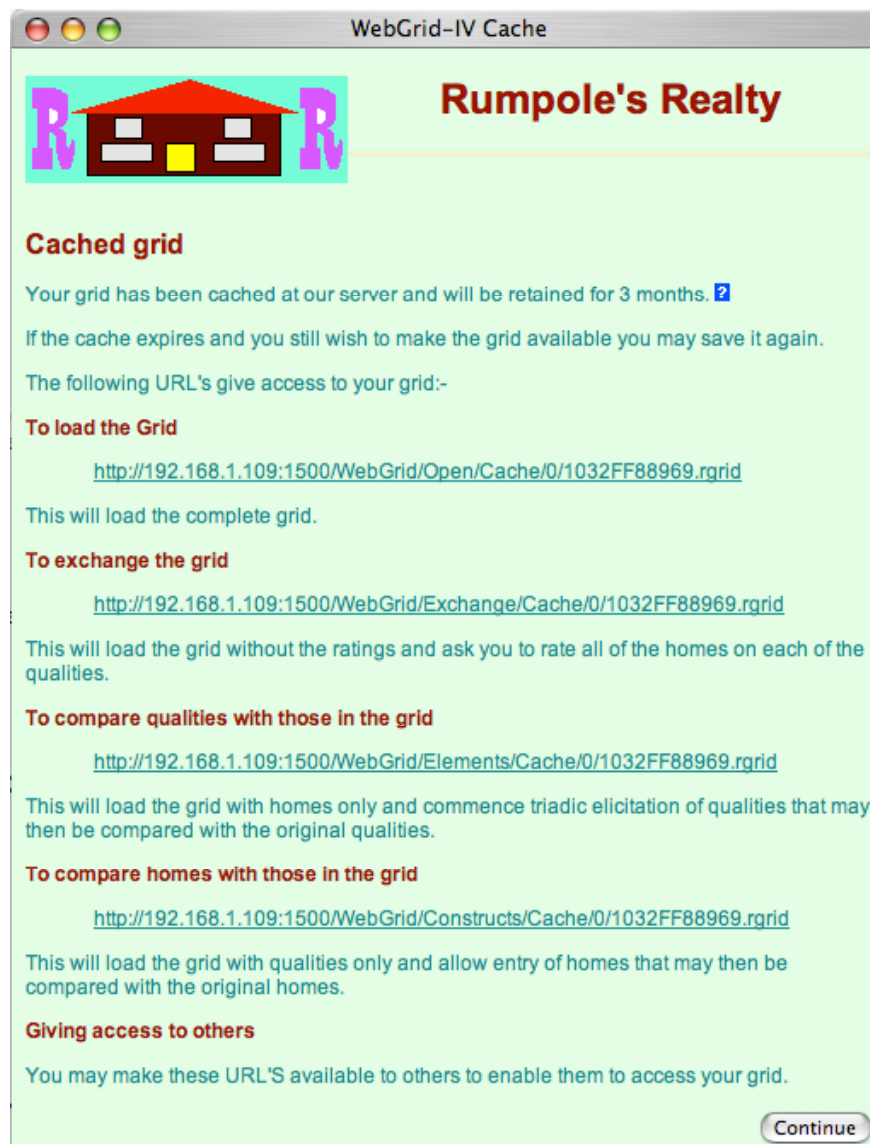 WebGrid-IV Cache
R R
Rumpole's Realty
Cached grid
Your grid has been cached at our server and will be retained for 3 months. ?
If the cache expires and you still wish to make the grid available you may save it again.
The following URL's give access to your grid:-
To load the Grid
http://192.168.1.109:1500/WebGrid/Open/Cache/0/1032FF88969.rgrid
This will load the complete grid.
To exchange the grid
http://192.168.1.109:1500/WebGrid/Exchange/Cache/0/1032FF88969.rgrid
This will load the grid without the ratings and ask you to rate all of the homes on each of the
qualities.
To compare qualities with those in the grid
http://192.168.1.109:1500/WebGrid/Elements/Cache/0/1032FF88969.rgrid
This will load the grid with homes only and commence triadic elicitation of qualities that may
then be compared with the original qualities.
To compare homes with those in the grid
http://192.168.1.109:1500/WebGrid/Constructs/Cache/0/1032FF88969.rgrid
This will load the grid with qualities only and allow entry of homes that may then be
compared with the original homes.
Giving access to others
You may make these URL'S available to others to enable them to access your grid.
Continue